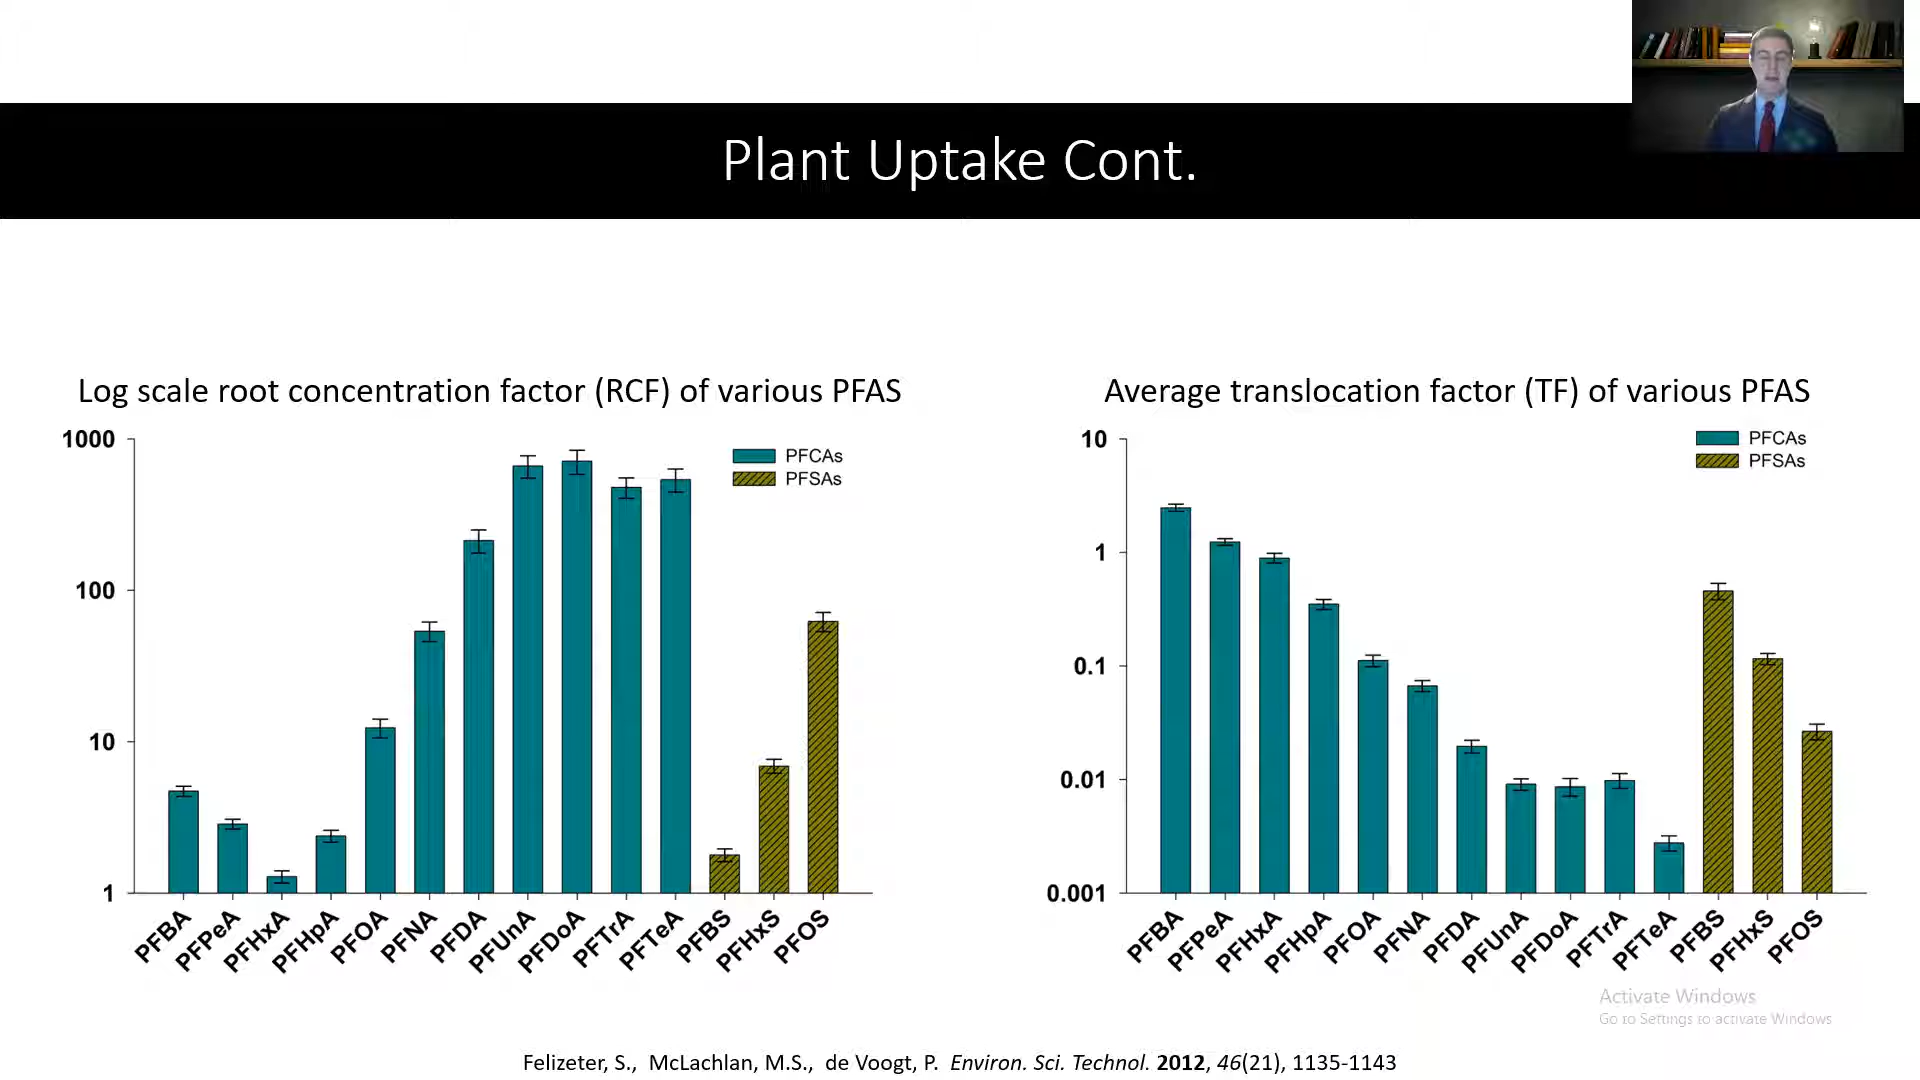 Plant Uptake Cont.
Log scale root concentration factor (RCF) of various PFAS
1000
100
10
1
PFCAs
PFSAs
PFBA
PFPeA
PFHxA
PFHpA
PFOA
PFNA
PFDA
PFUnA
PFDoA
PFTrA
PFTeA
PFBS
PFHxS
PFOS
Average translocation factor (TF) of various PFAS
10
1
0.1
0.01
0.001
PFCAs
PFSAs
PFBA
PFPeA
PFHxA
PFHpA
PFOA
PFNA
PFDA
PFUnA
PFDoA
PFTrA
PFTeA
PFBS
PFHxS
PFOS
Activate Windows
Go to Settings to activate Windows
Felizeter, S., McLachlan, M.S., de Voogt, P. Environ. Sci. Technol. 2012, 46(21), 1135-1143